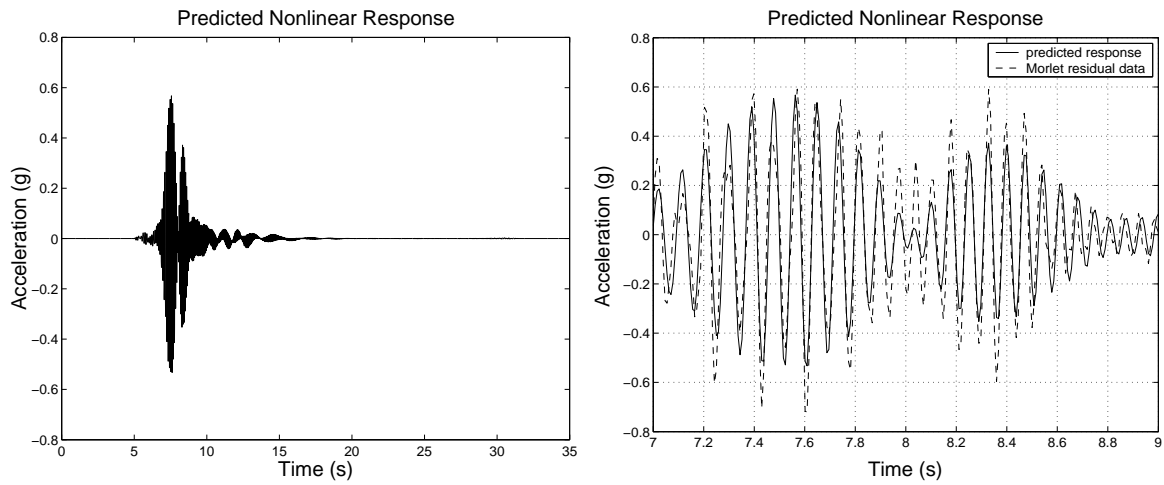 Predicted Nonlinear Response
0.8
0.6
0.4
0.2
0
−0.2
−0.4
−0.6
−0.8
Acceleration (g)
0 5 10 15 20 25 30 35
Time (s)
Predicted Nonlinear Response
predicted response
Morlet residual data
0.8
0.6
0.4
0.2
0
−0.2
−0.4
−0.6
−0.8
Acceleration (g)
7 7.2 7.4 7.6 7.8 8 8.2 8.4 8.6 8.8 9
Time (s)